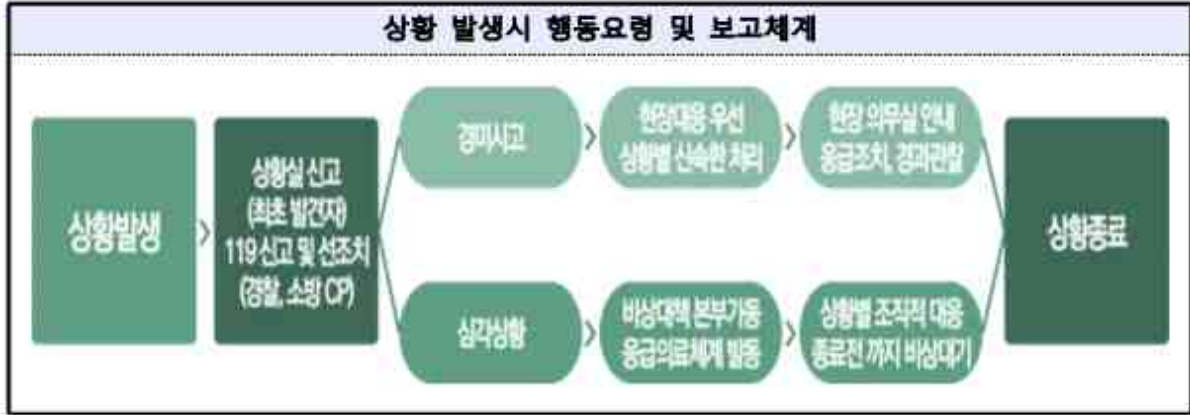 상황 발생시 행동요령 및 보고체계
상황발생
상황실 신고
(최초 발견자)
119 신고 및 선조치
(경찰, 소방 CP)
경미사고
현장대응 우선
상황별 신속한 처리
현장 의무실 안내
응급조치, 경과관찰
심각상황
비상대책 본부가동
응급의료체계 발동
상황별 조직적 대응
종료전 까지 비상대기
상황종료